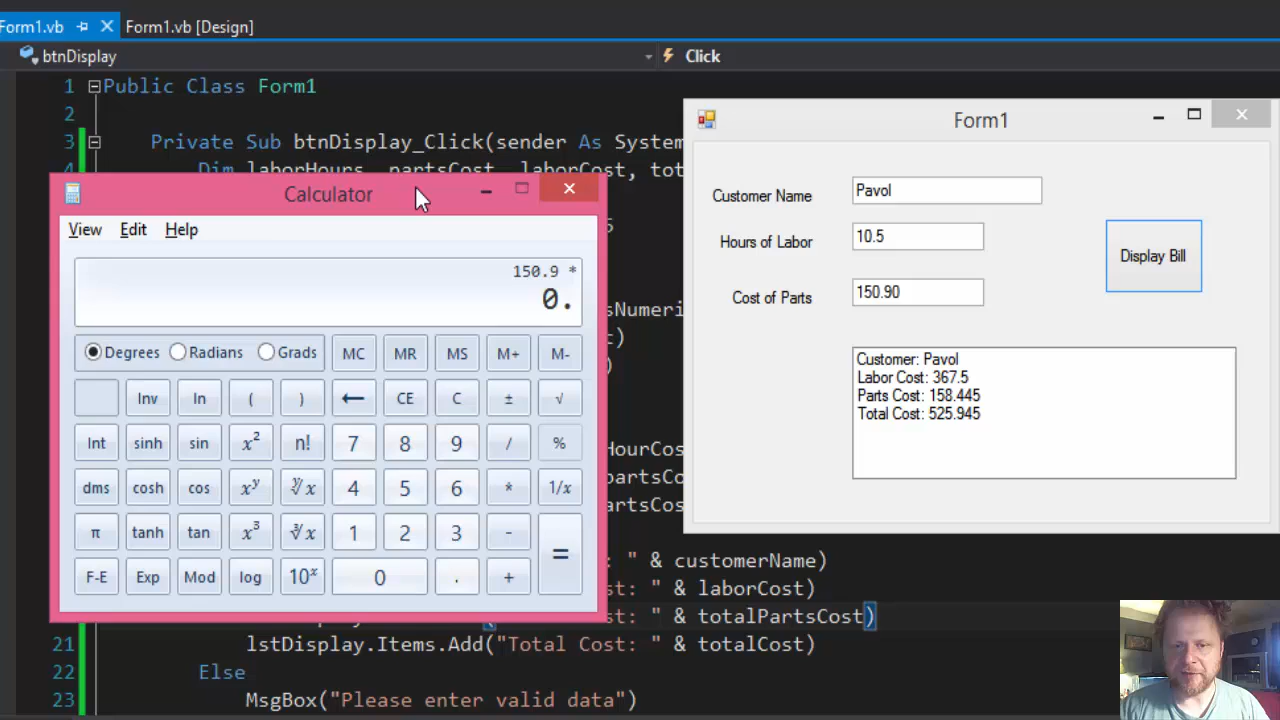 Form1.vb
Form1.vb [Design]
btnDisplay
Click
1 Public Class Form1
2
3 Private Sub btnDisplay_Click(sender As System
4 Dim laborHours, partsCost, laborCost, tot
Calculator
View Edit Help
150.9 *
0.
Degrees Radians Grads MC MR MS M+ M-
Inv ln ( ) ← CE C ± √
Int sinh sin x² n! 7 8 9 / %
dms cosh cos xʸ ʸ√x 4 5 6 * 1/x
π tanh tan x³ ³√x 1 2 3 - =
F-E Exp Mod log 10ˣ 0 . +
Form1
Customer Name Pavol
Hours of Labor 10.5
Display Bill
Cost of Parts 150.90
Customer: Pavol
Labor Cost: 367.5
Parts Cost: 158.445
Total Cost: 525.945
sNumeri
t)
)
HourCos
partsCos
artsCos
: " & customerName)
st: " & laborCost)
st: " & totalPartsCost)
21 lstDisplay.Items.Add("Total Cost: " & totalCost)
22 Else
23 MsgBox("Please enter valid data")